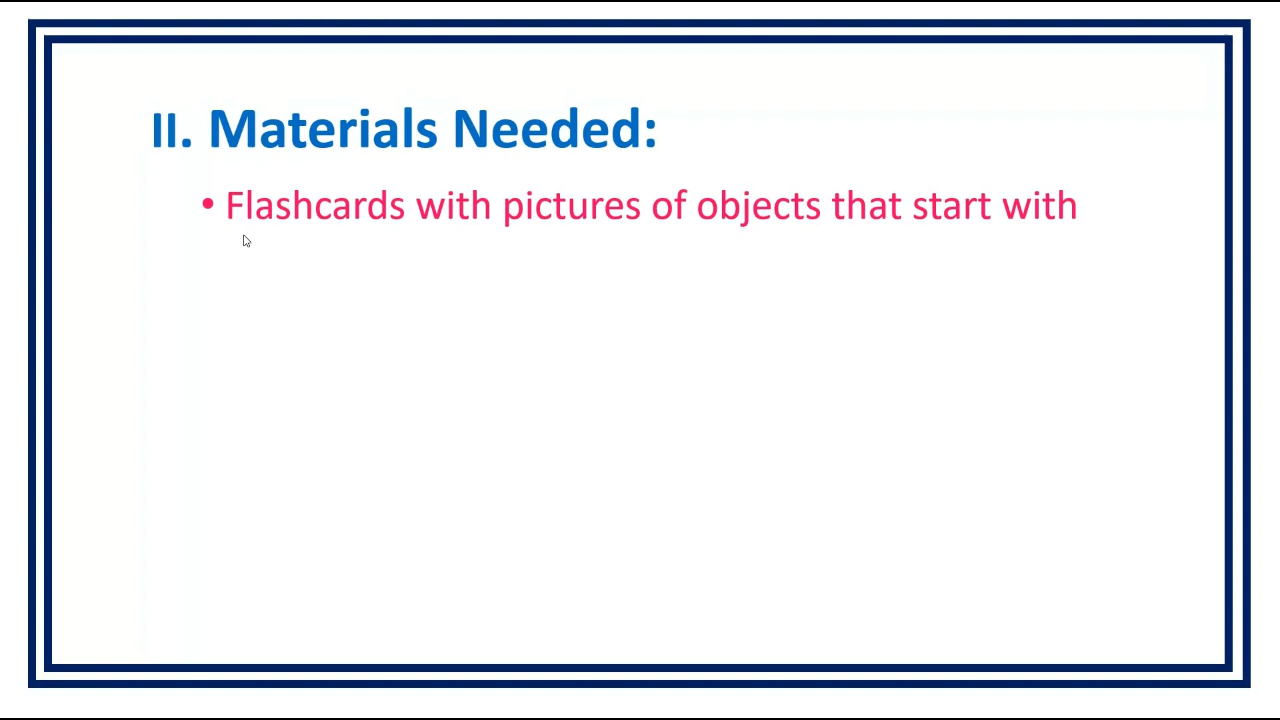 II. Materials Needed:
• Flashcards with pictures of objects that start with